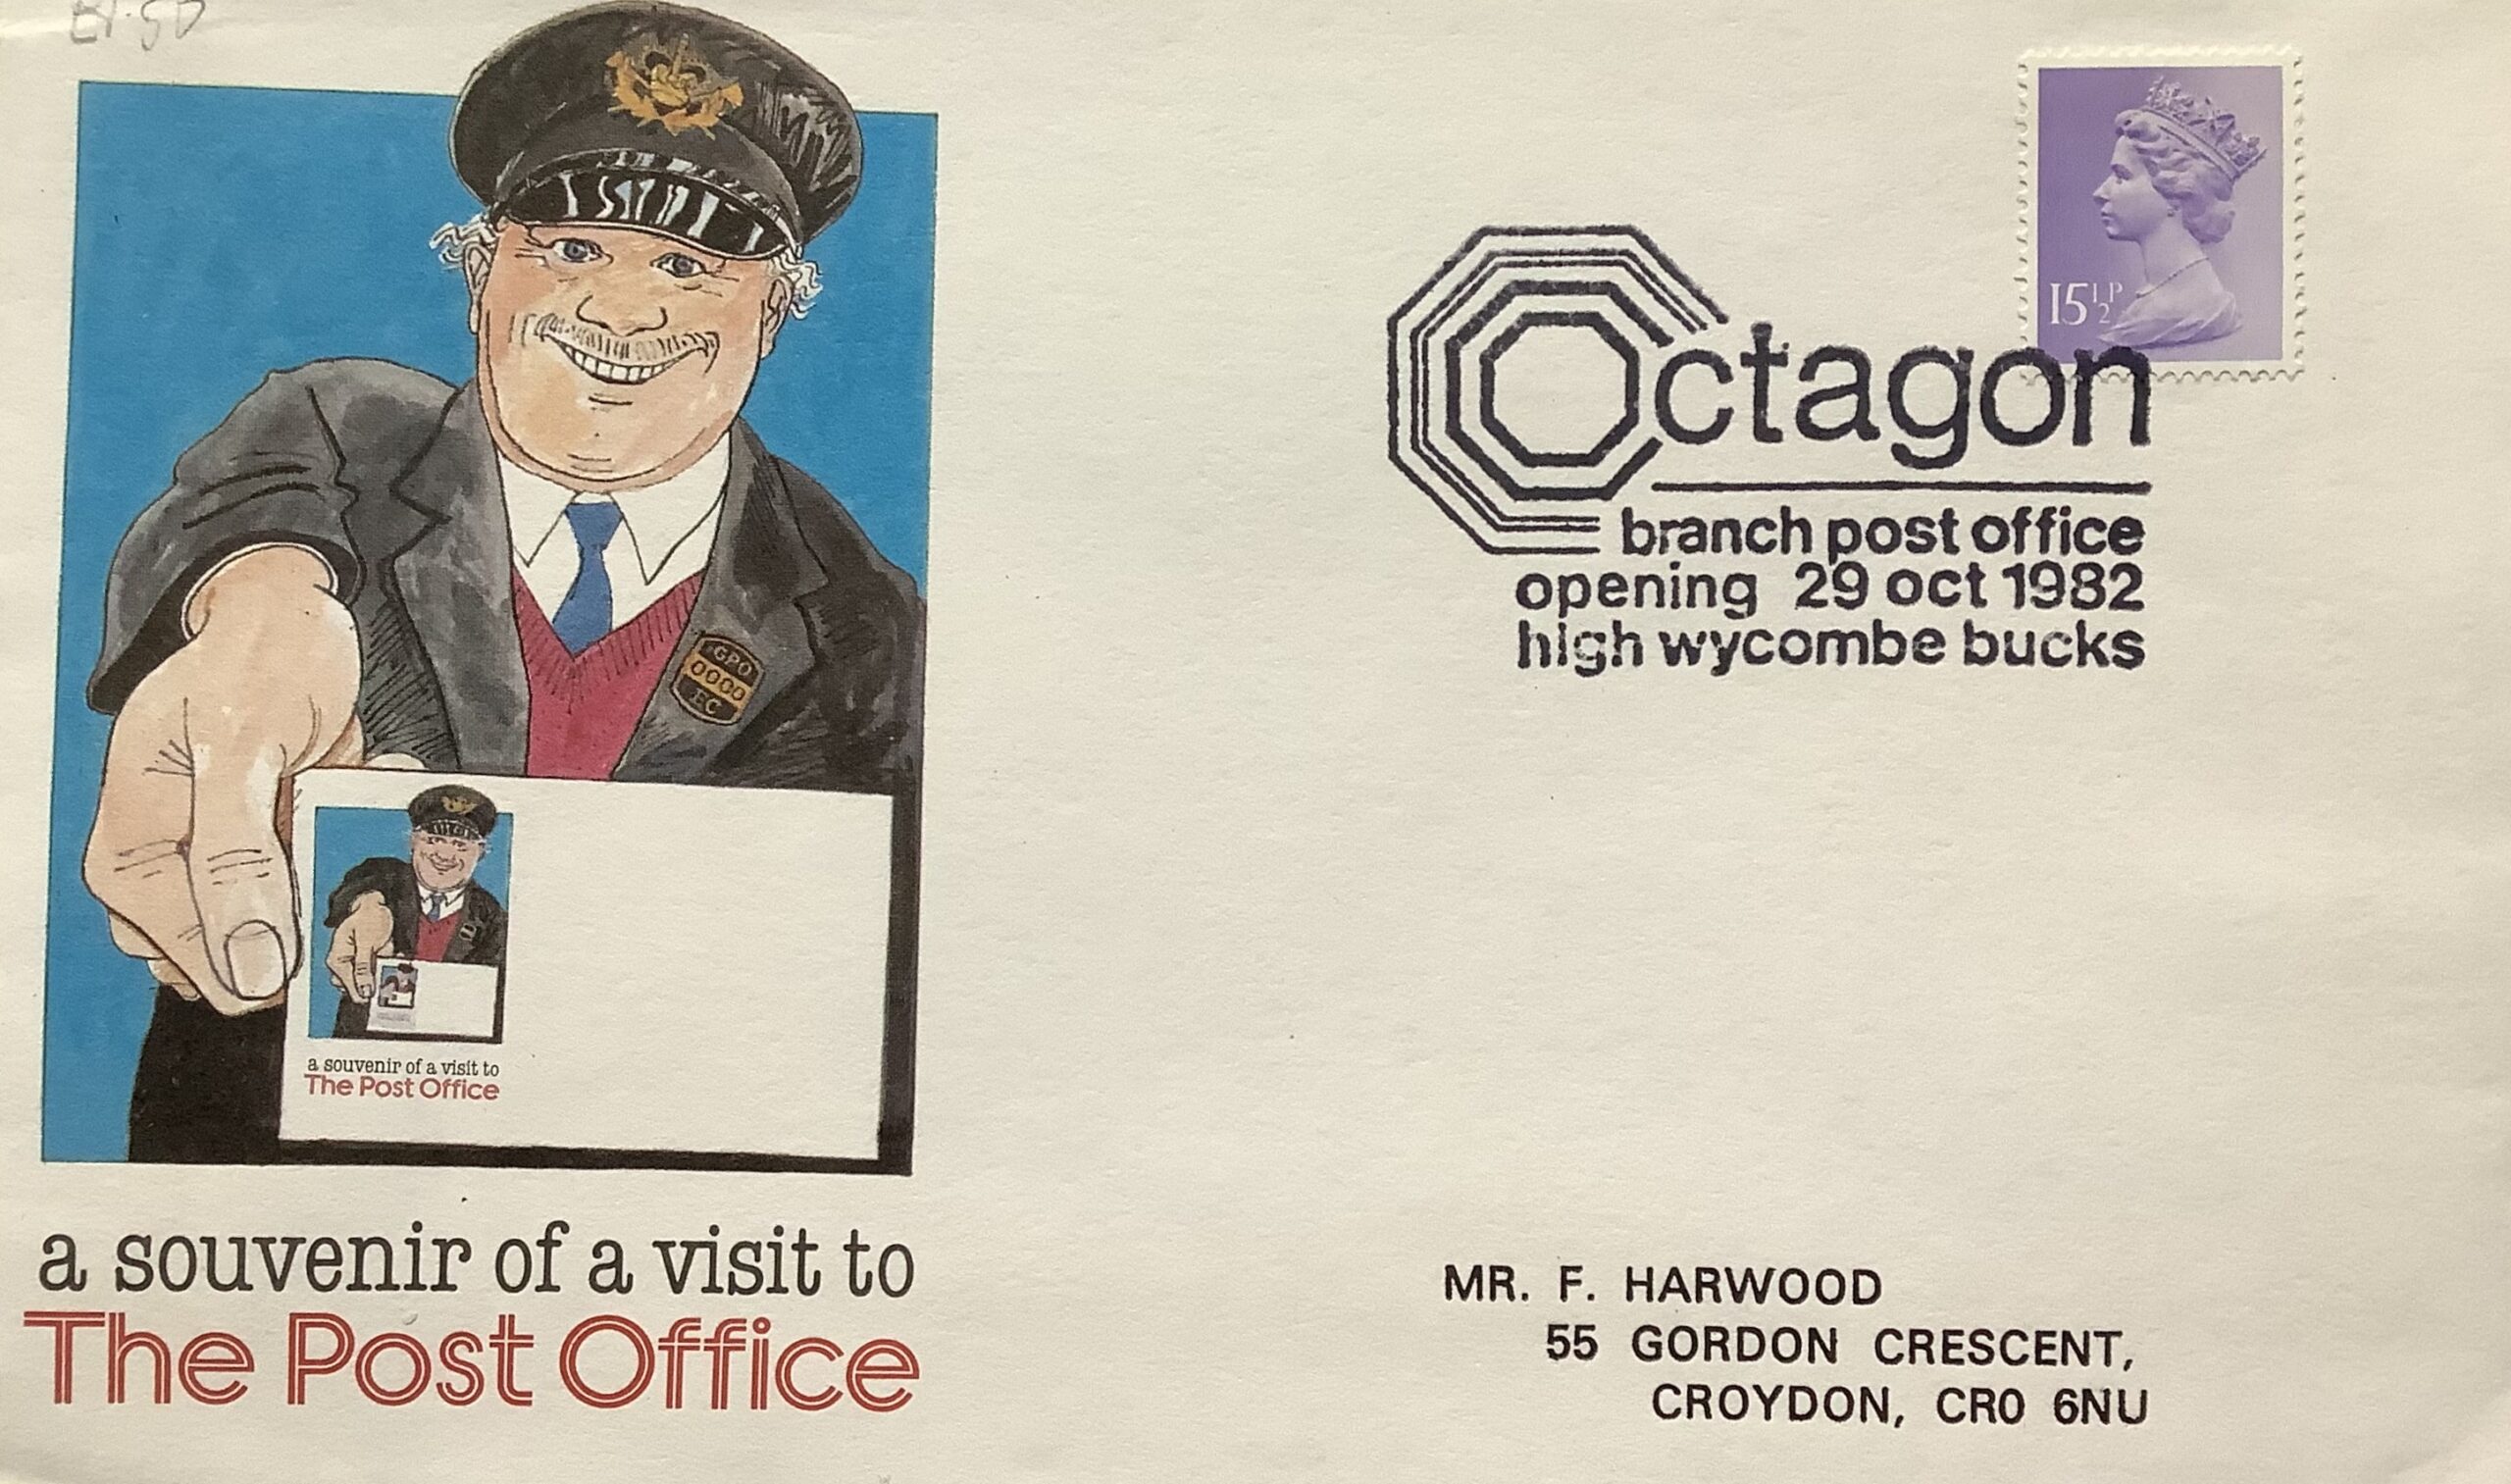 £1.50
15½P
Octagon
branch post office
opening 29 oct 1982
high wycombe bucks
GPO
0000
EC
a souvenir of a visit to
The Post Office
a souvenir of a visit to
The Post Office
MR. F. HARWOOD
55 GORDON CRESCENT,
CROYDON, CR0 6NU